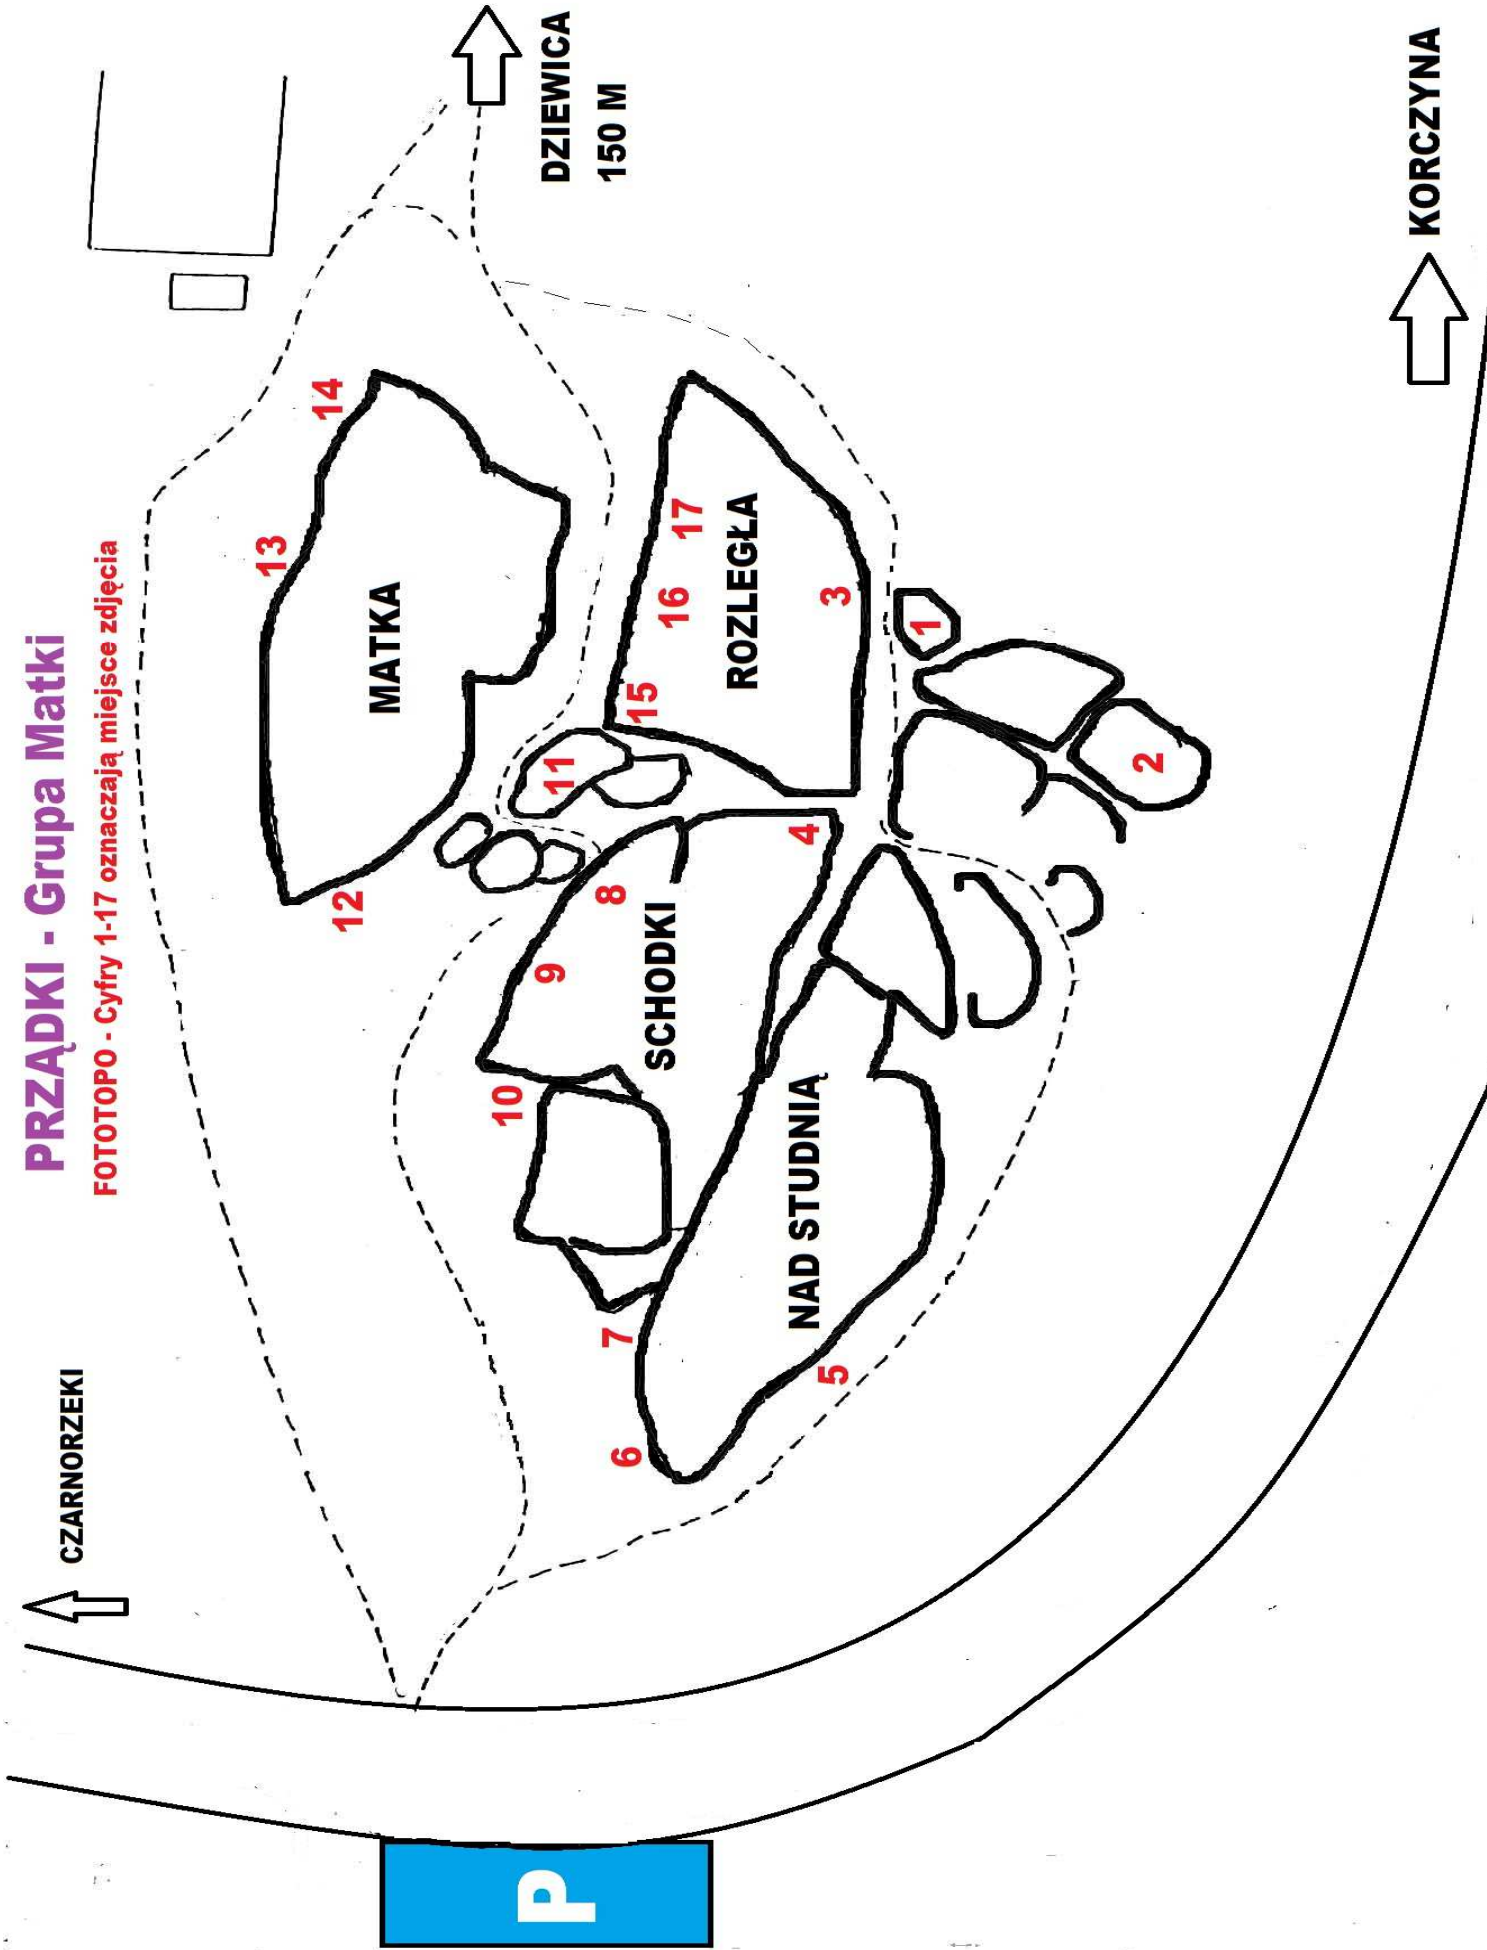 PRZĄDKI - Grupa Matki
FOTOTOPO - Cyfry 1-17 oznaczają miejsce zdjęcia
CZARNORZEKI
14
13
MATKA
12
DZIEWICA
150 M
10
9
11
8
15
16
17
7
6
SCHODKI
ROZLEGŁA
NAD STUDNIĄ
4
3
5
1
2
P
KORCZYNA